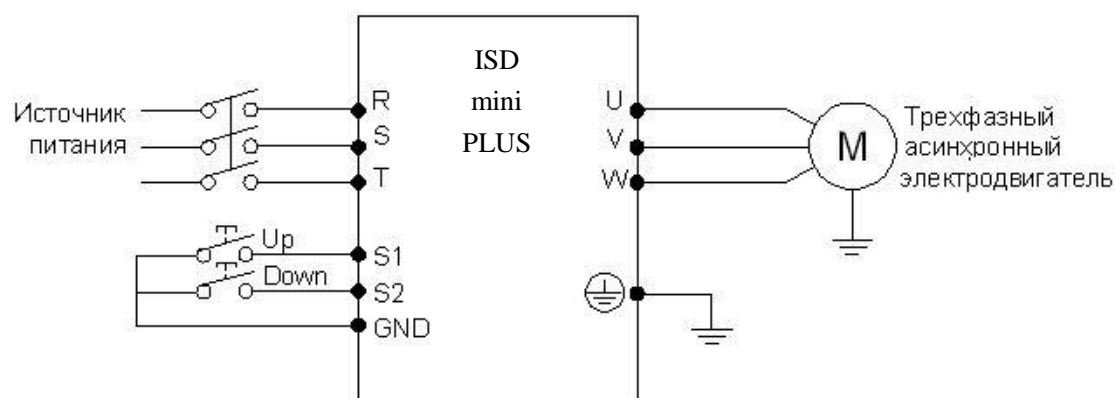 ISD
mini
PLUS
Источник
питания
R
S
T
Up
S1
Down
S2
GND
U
V
W
M
Трехфазный
асинхронный
электродвигатель